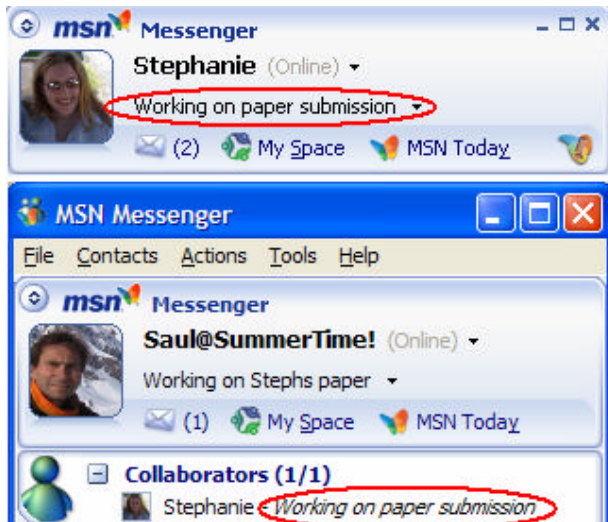 msn Messenger
Stephanie (Online)
Working on paper submission
(2) My Space MSN Today
MSN Messenger
File Contacts Actions Tools Help
msn Messenger
Saul@SummerTime! (Online)
Working on Stephs paper
(1) My Space MSN Today
Collaborators (1/1)
Stephanie - Working on paper submission